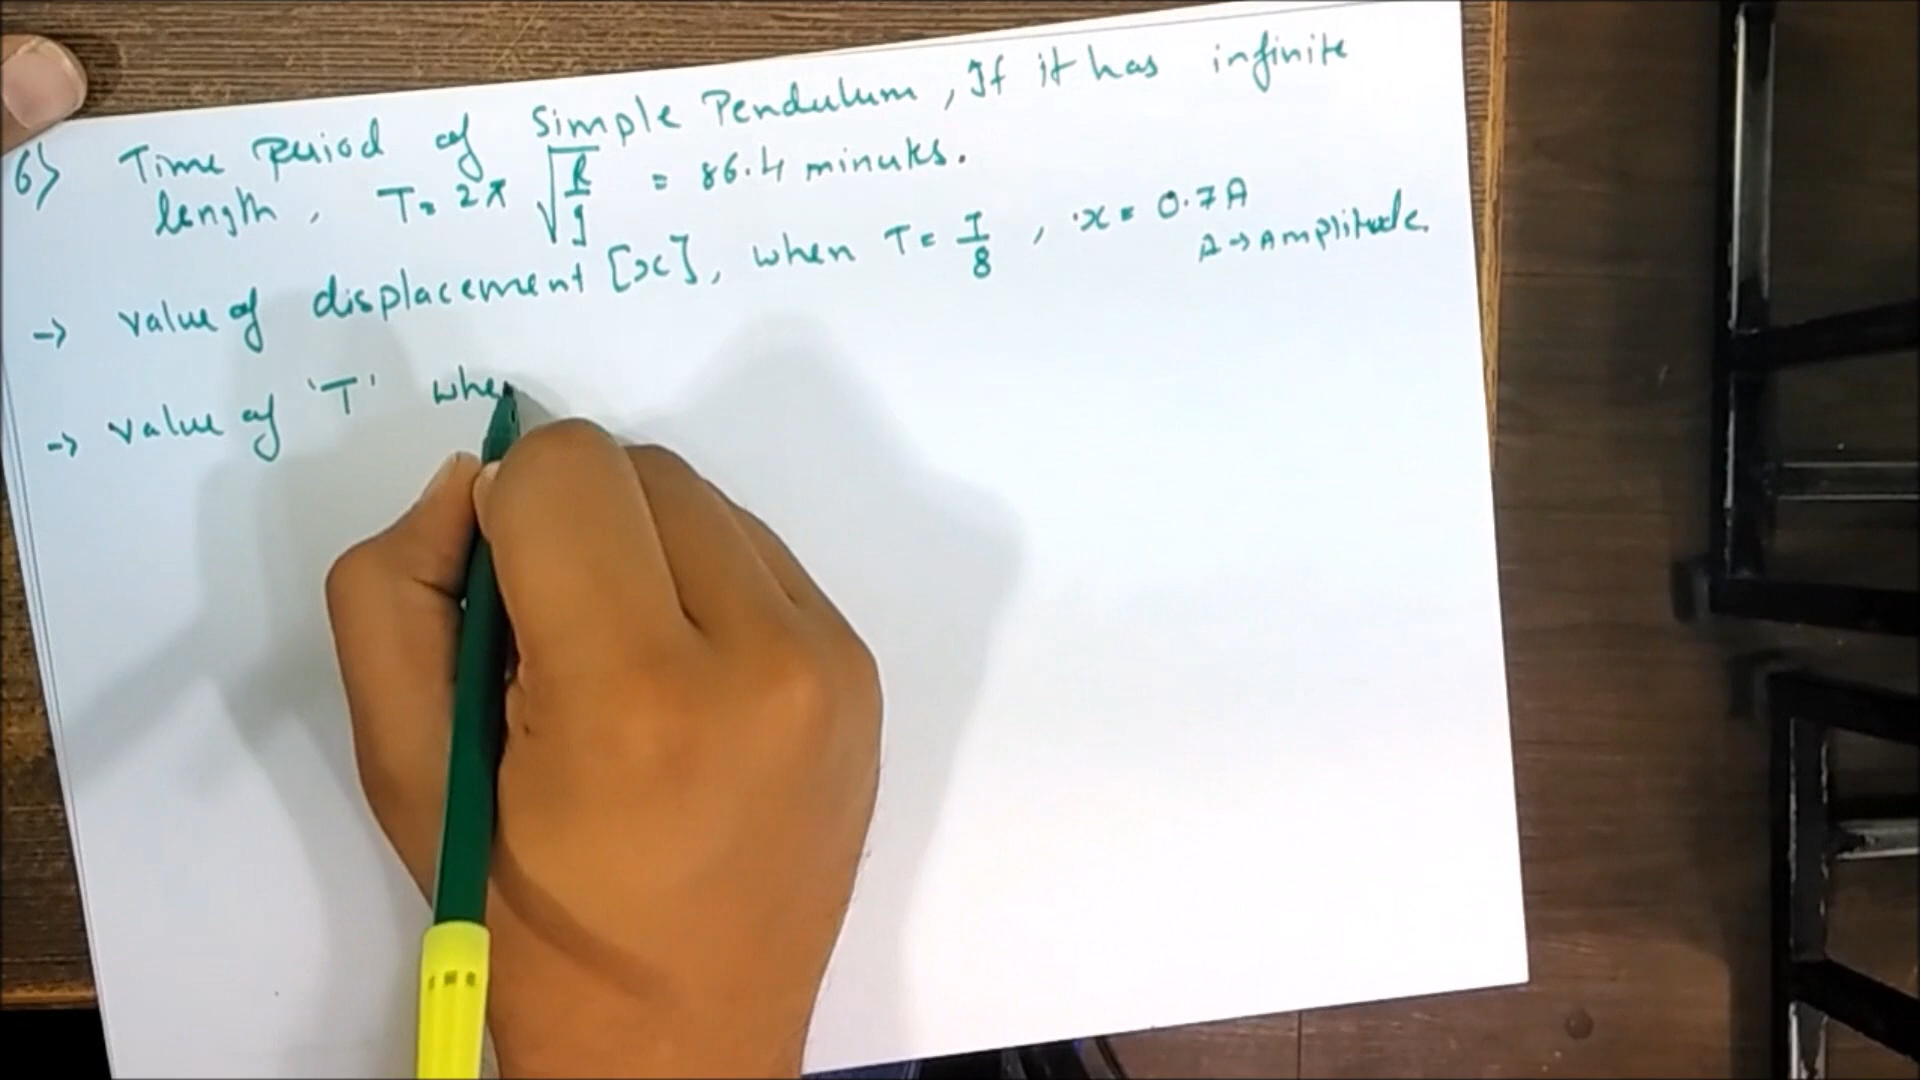 6) Time Period of Simple Pendulum, If it has infinite
length, T = 2π √R/g = 86.4 minutes.
→ value of displacement [x], when T = T/8, x = 0.7A
A → Amplitude.
→ value of 'T' when